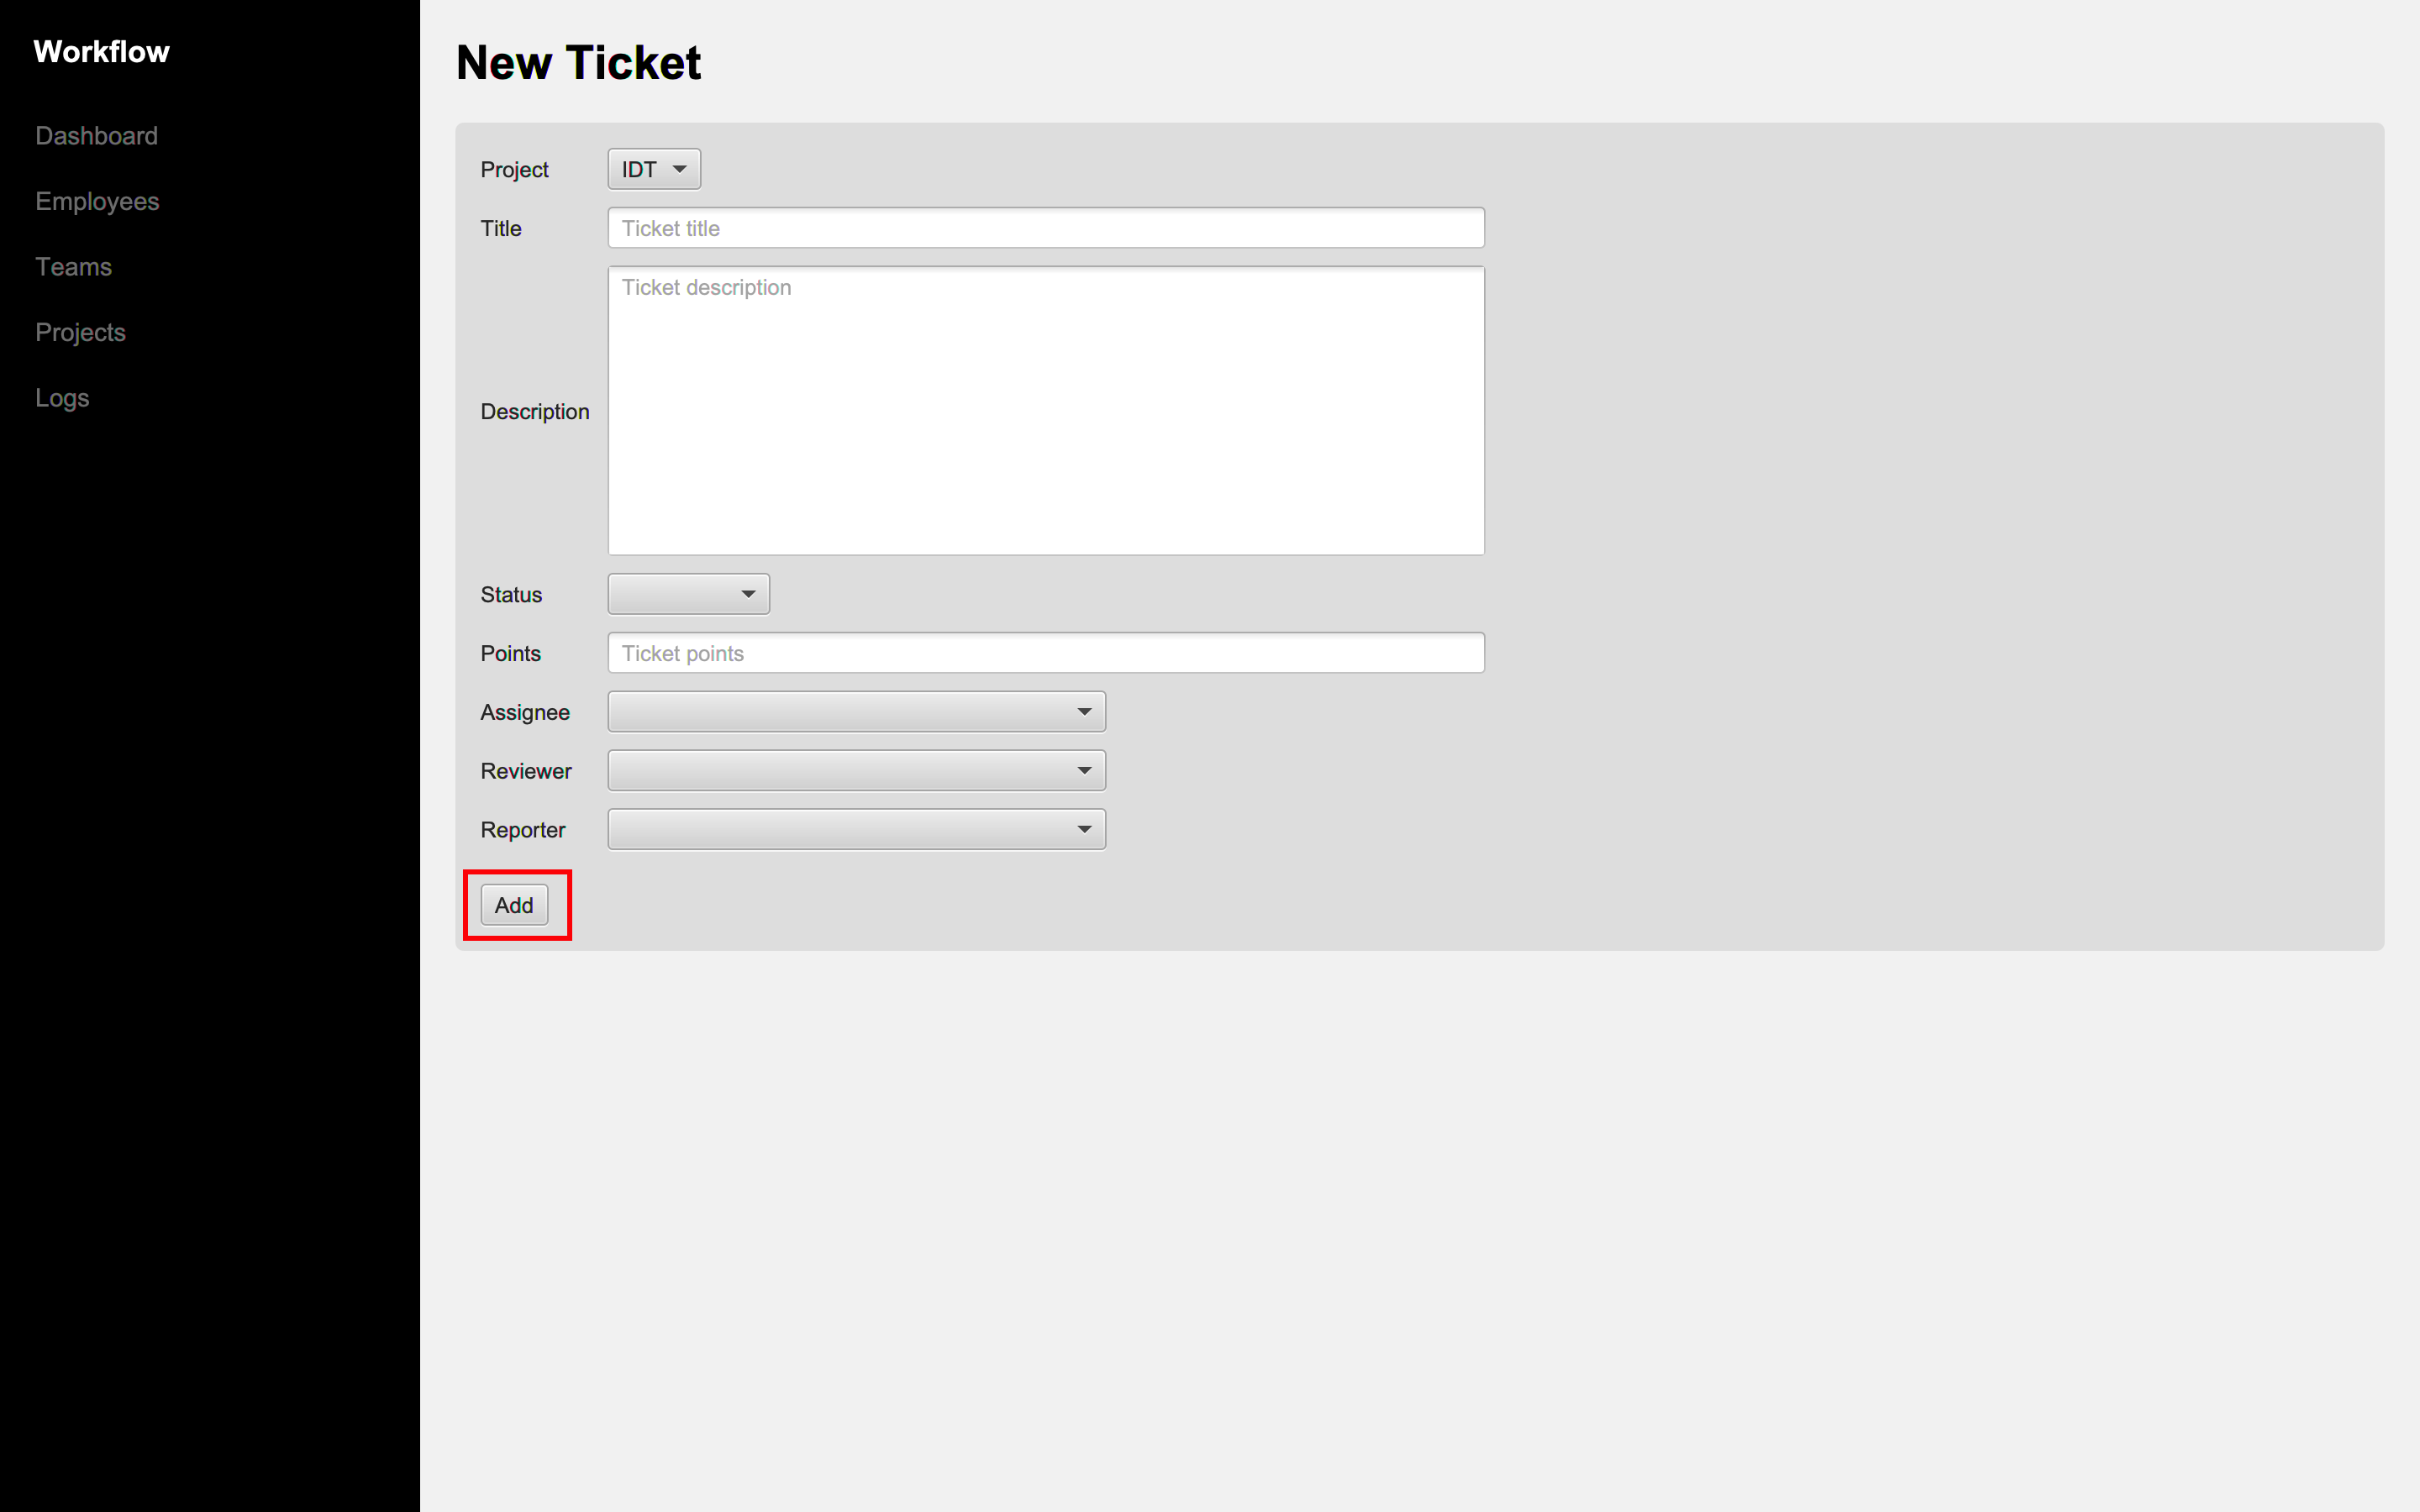 Workflow
Dashboard
Employees
Teams
Projects
Logs
New Ticket
Project IDT
Title Ticket title
Description Ticket description
Status
Points Ticket points
Assignee
Reviewer
Reporter
Add